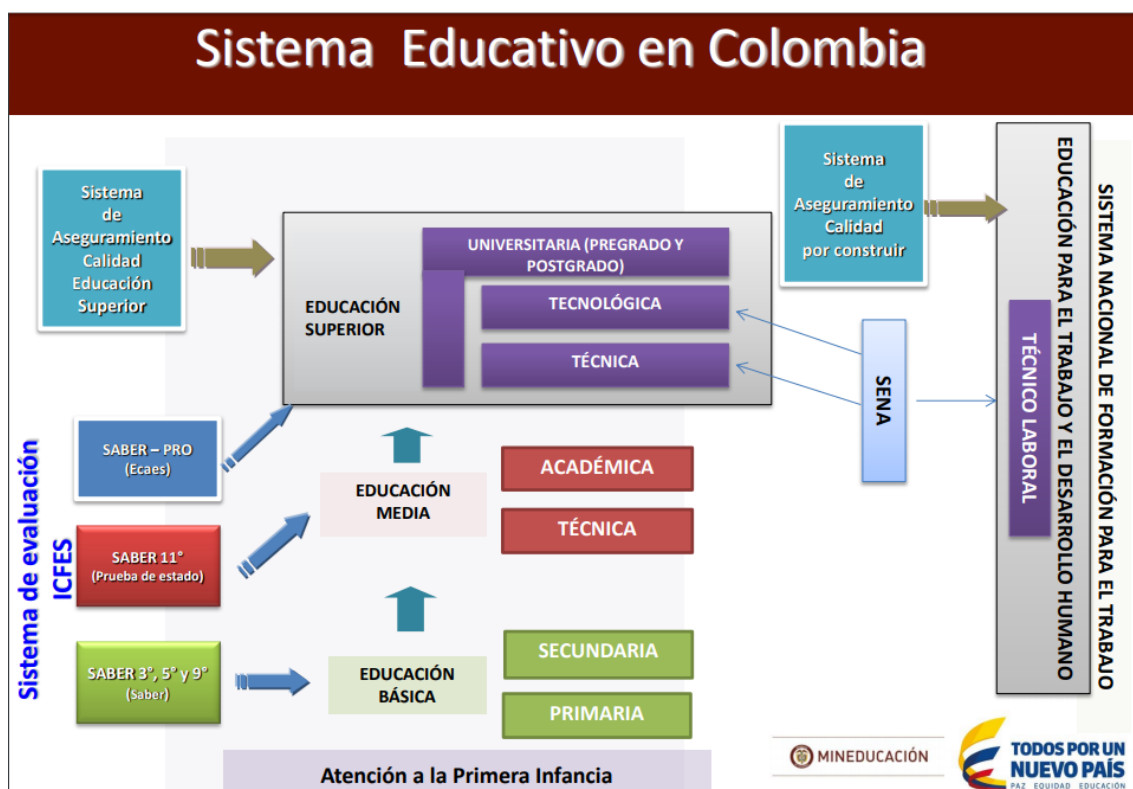 Sistema Educativo en Colombia
Sistema
de
Aseguramiento
Calidad
Educación
Superior
EDUCACIÓN
SUPERIOR
UNIVERSITARIA (PREGRADO Y
POSTGRADO)
TECNOLÓGICA
TÉCNICA
Sistema
de
Aseguramiento
Calidad
por construir
SENA
TÉCNICO LABORAL
EDUCACIÓN PARA EL TRABAJO Y EL DESARROLLO HUMANO
SISTEMA NACIONAL DE FORMACIÓN PARA EL TRABAJO
Sistema de evaluación
ICFES
SABER – PRO
(Ecaes)
SABER 11°
(Prueba de estado)
SABER 3°, 5° y 9°
(Saber)
EDUCACIÓN
MEDIA
ACADÉMICA
TÉCNICA
EDUCACIÓN
BÁSICA
SECUNDARIA
PRIMARIA
Atención a la Primera Infancia
MINEDUCACIÓN
TODOS POR UN
NUEVO PAÍS
PAZ EQUIDAD EDUCACIÓN